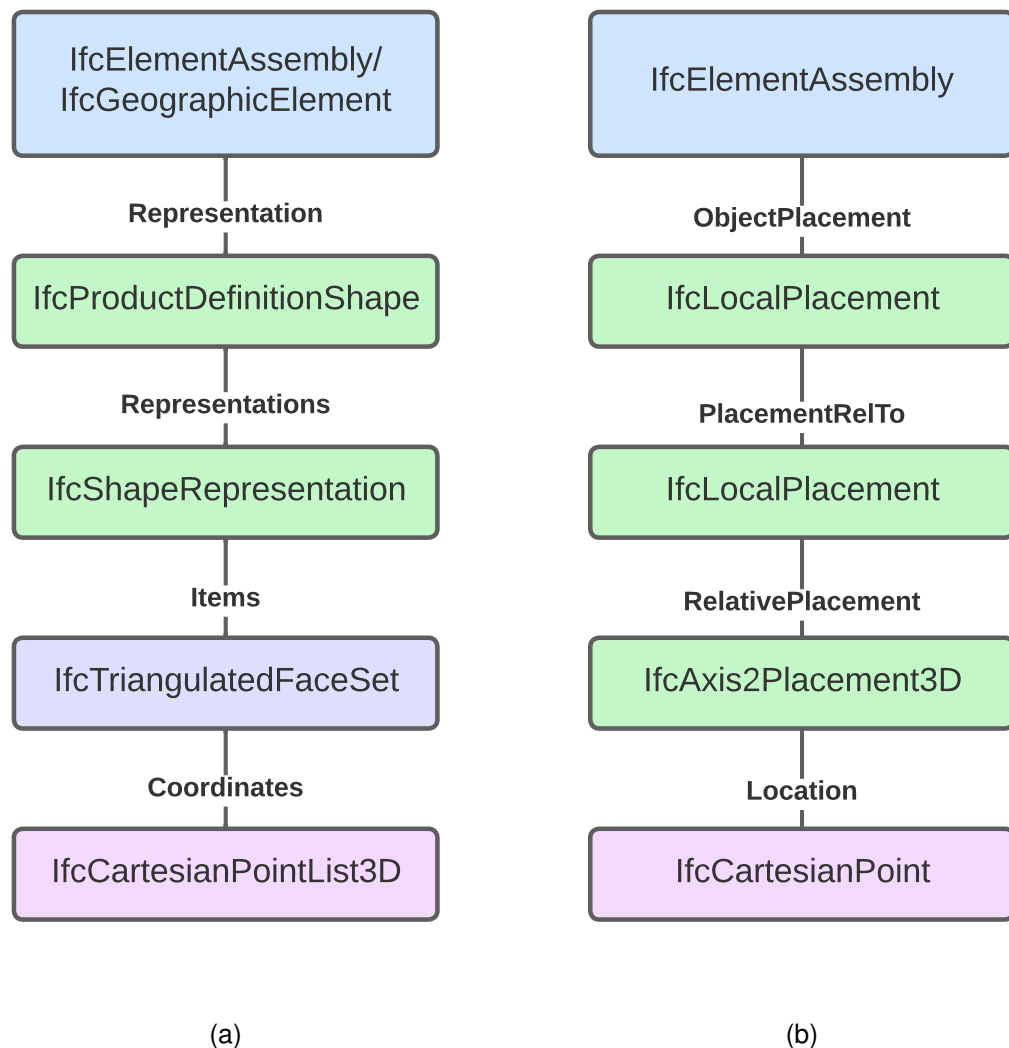 IfcElementAssembly/
IfcGeographicElement
Representation
IfcProductDefinitionShape
Representations
IfcShapeRepresentation
Items
IfcTriangulatedFaceSet
Coordinates
IfcCartesianPointList3D
(a)
IfcElementAssembly
ObjectPlacement
IfcLocalPlacement
PlacementRelTo
IfcLocalPlacement
RelativePlacement
IfcAxis2Placement3D
Location
IfcCartesianPoint
(b)